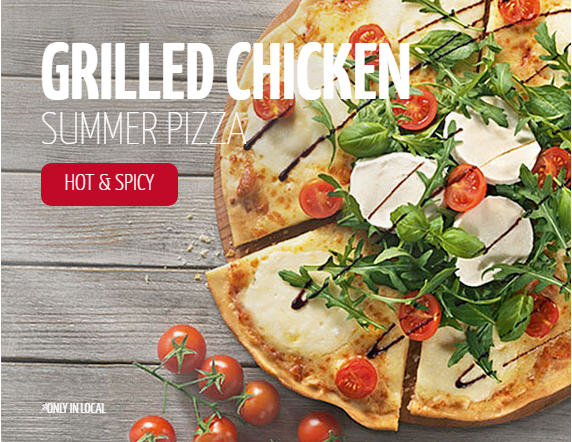 GRILLED CHICKEN
SUMMER PIZZA
HOT & SPICY
*ONLY IN LOCAL